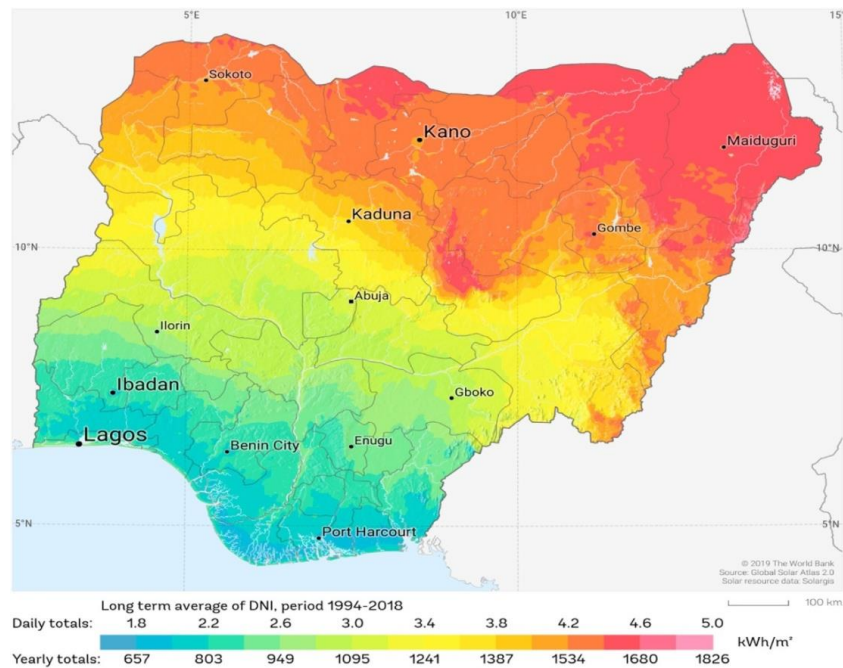 5°E 10°E 15°
Sokoto
Kano
Maiduguri
Kaduna
Gombe
10°N 10°N
Abuja
Ilorin
Ibadan
Gboko
Lagos
Benin City
Enugu
5°N 5°N
Port Harcourt
© 2019 The World Bank
Source: Global Solar Atlas 2.0
Solar resource data: Solargis
Long term average of DNI, period 1994-2018
100 km
Daily totals: 1.8 2.2 2.6 3.0 3.4 3.8 4.2 4.6 5.0
kWh/m²
Yearly totals: 657 803 949 1095 1241 1387 1534 1680 1826